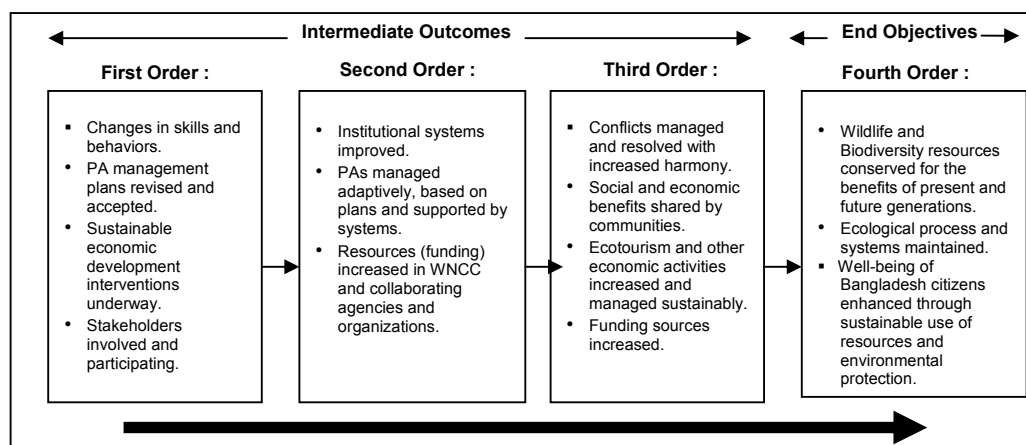 Intermediate Outcomes
End Objectives
First Order :
Second Order :
Third Order :
Fourth Order :
▪ Changes in skills and
behaviors.
• PA management
plans revised and
accepted.
• Sustainable
economic
development
interventions
underway.
• Stakeholders
involved and
participating.
• Institutional systems
improved.
• PAs managed
adaptively, based on
plans and supported by
systems.
• Resources (funding)
increased in WNCC
and collaborating
agencies and
organizations.
▪ Conflicts managed
and resolved with
increased harmony.
• Social and economic
benefits shared by
communities.
• Ecotourism and other
economic activities
increased and
managed sustainably.
• Funding sources
increased.
• Wildlife and
Biodiversity resources
conserved for the
benefits of present and
future generations.
• Ecological process and
systems maintained.
▪ Well-being of
Bangladesh citizens
enhanced through
sustainable use of
resources and
environmental
protection.